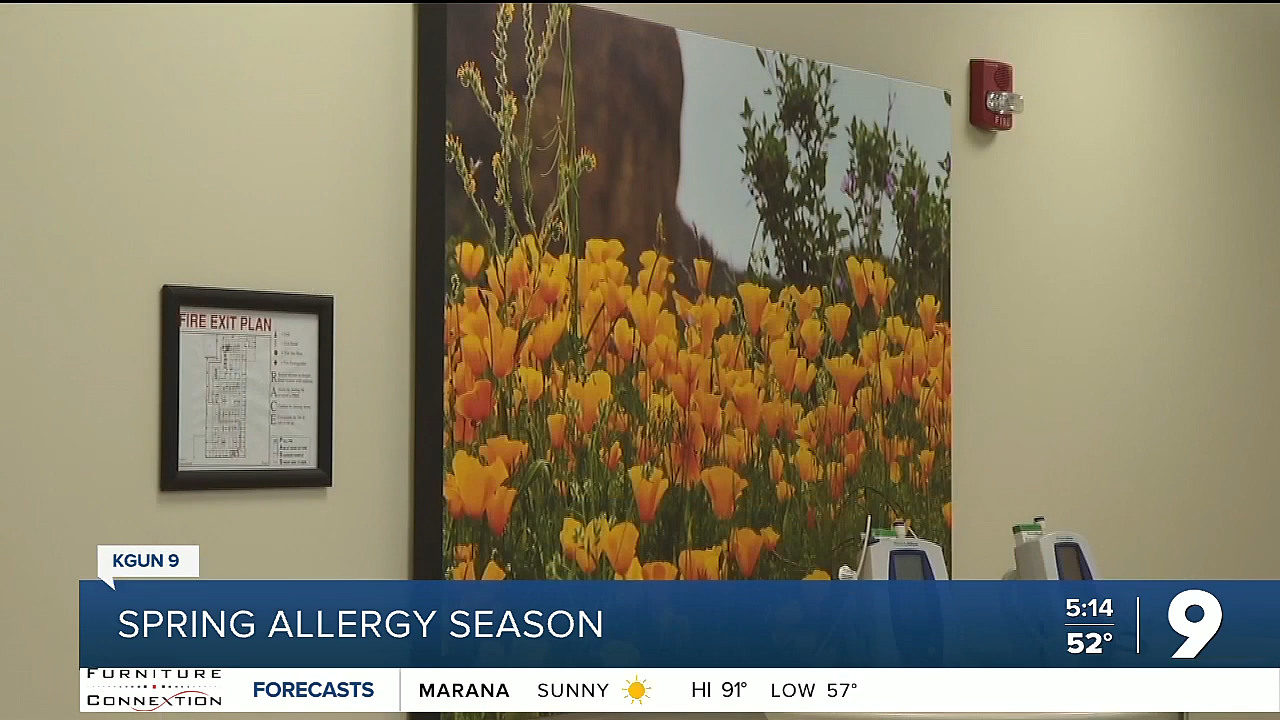 FIRE
FIRE EXIT PLAN
R
A
C
E
KGUN 9
SPRING ALLERGY SEASON
5:14
52°
9
FURNITURE
CONNEXTION
FORECASTS
MARANA SUNNY HI 91° LOW 57°